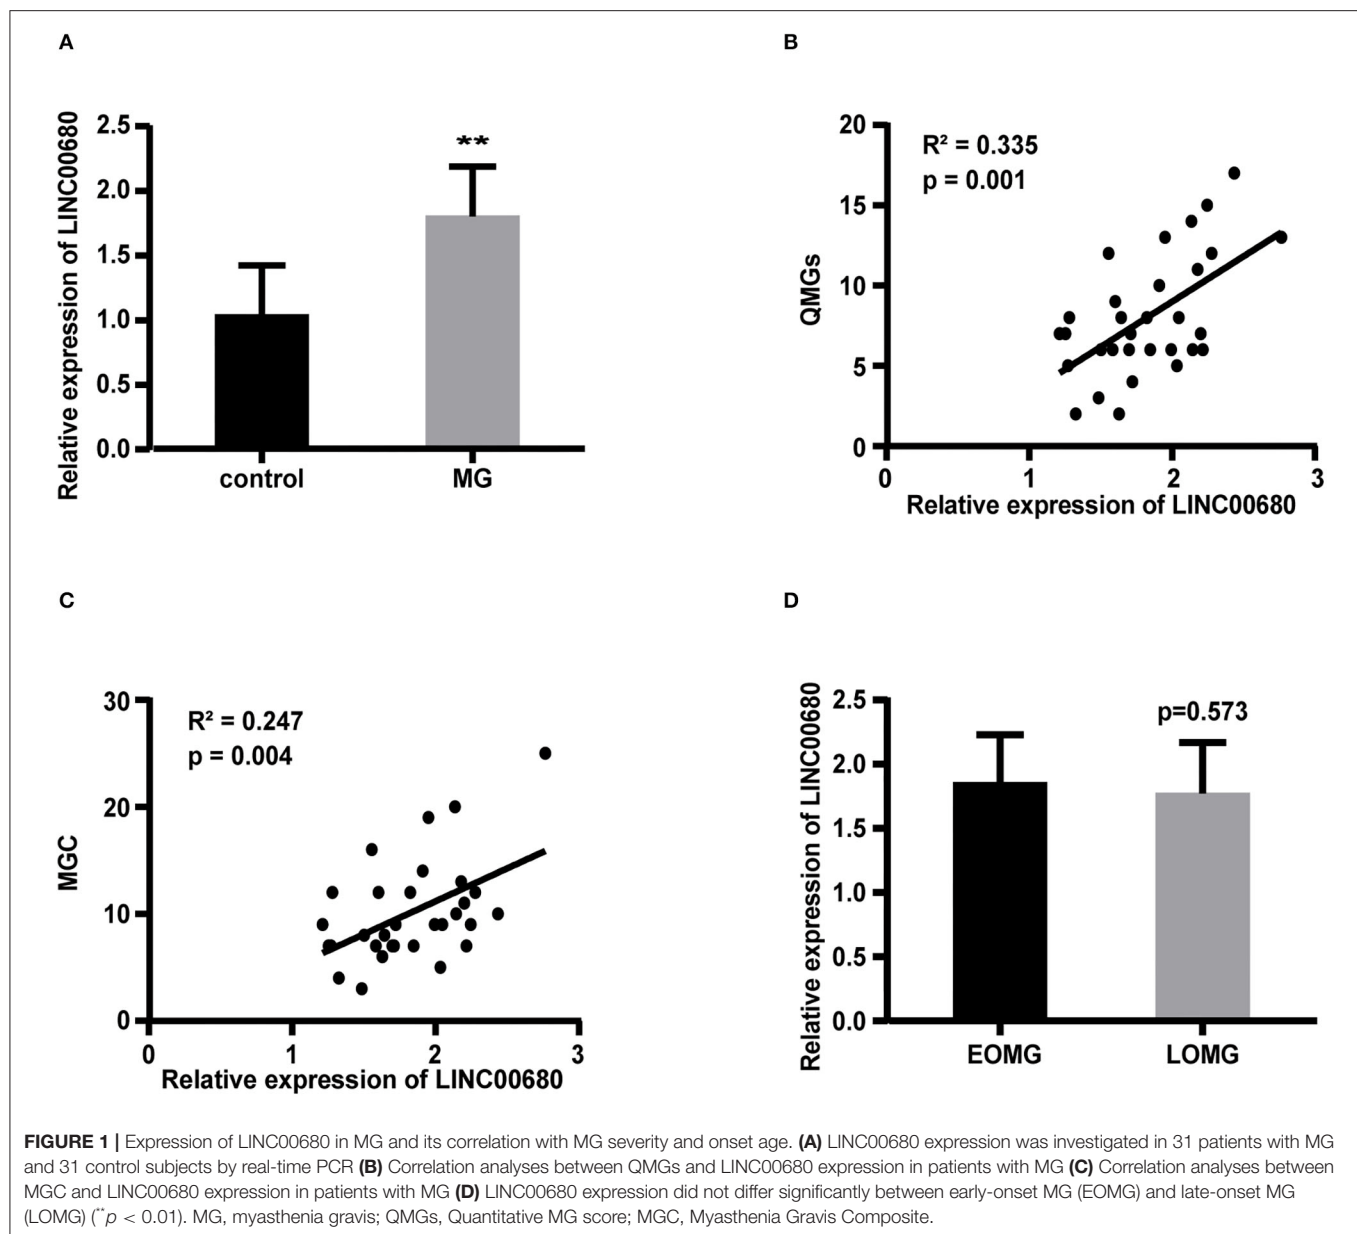 A
Relative expression of LINC00680
2.5
2.0
1.5
1.0
0.5
0.0
**
control MG
B
QMGs
20
15
10
5
0
R² = 0.335
p = 0.001
0 1 2 3
Relative expression of LINC00680
C
MGC
30
20
10
0
R² = 0.247
p = 0.004
0 1 2 3
Relative expression of LINC00680
D
Relative expression of LINC00680
2.5
2.0
1.5
1.0
0.5
0.0
p=0.573
EOMG LOMG
FIGURE 1 | Expression of LINC00680 in MG and its correlation with MG severity and onset age. (A) LINC00680 expression was investigated in 31 patients with MG
and 31 control subjects by real-time PCR (B) Correlation analyses between QMGs and LINC00680 expression in patients with MG (C) Correlation analyses between
MGC and LINC00680 expression in patients with MG (D) LINC00680 expression did not differ significantly between early-onset MG (EOMG) and late-onset MG
(LOMG) (**p < 0.01). MG, myasthenia gravis; QMGs, Quantitative MG score; MGC, Myasthenia Gravis Composite.